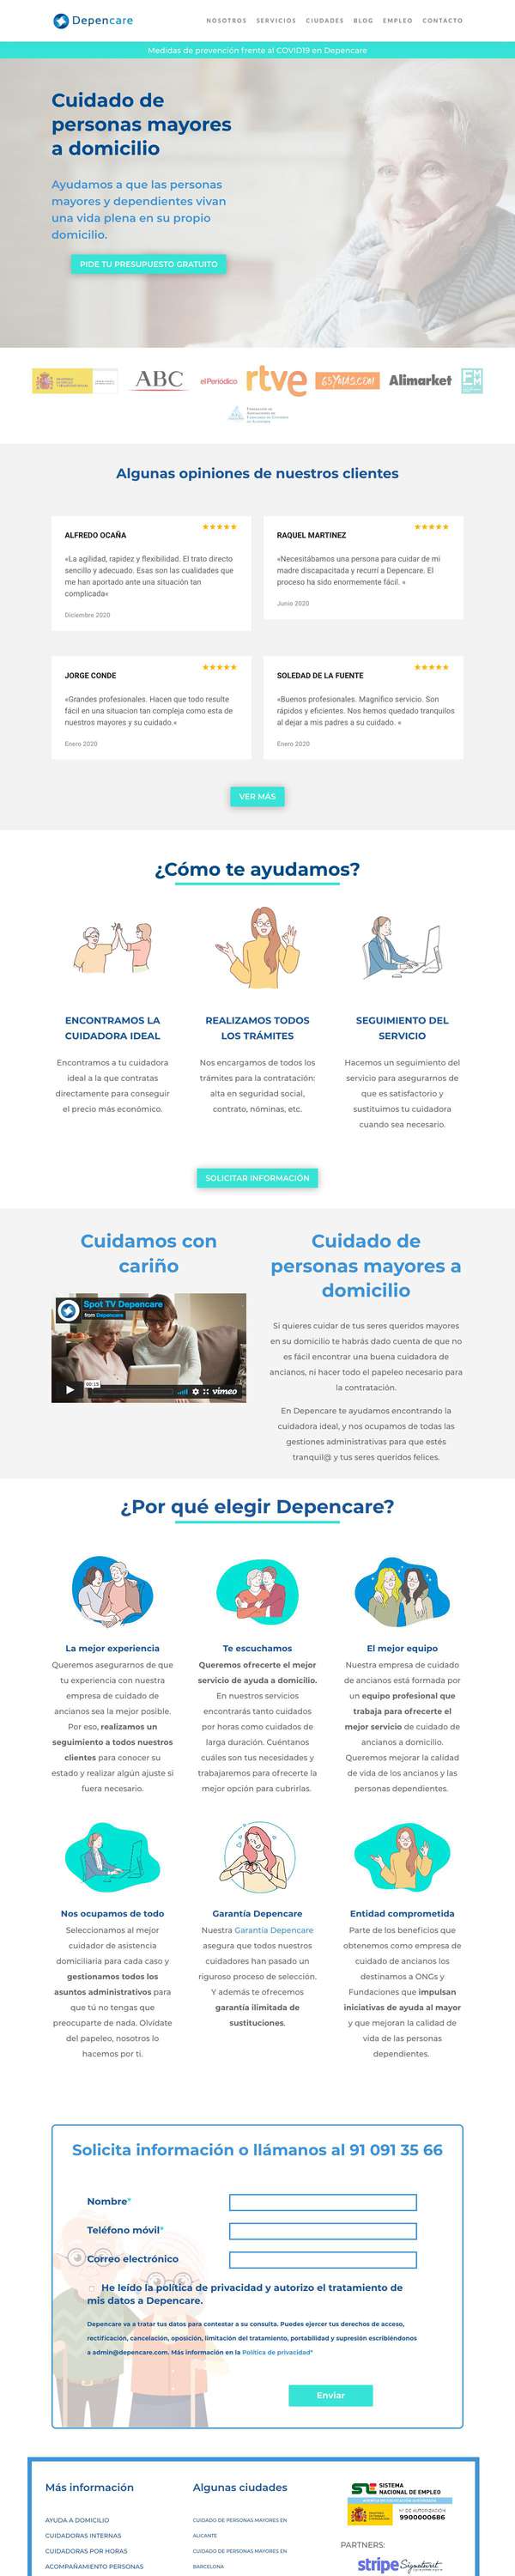 Depencare
NOSOTROS SERVICIOS CIUDADES BLOG EMPLEO CONTACTO
Medidas de prevención frente al COVID19 en Depencare
Cuidado de
personas mayores
a domicilio
Ayudamos a que las personas
mayores y dependientes vivan
una vida plena en su propio
domicilio.
PIDE TU PRESUPUESTO GRATUITO
ABC elPeriódico rtve 65YMÁS.COM Alimarket
Algunas opiniones de nuestros clientes
ALFREDO OCAÑA
«La agilidad, rapidez y flexibilidad. El trato directo
sencillo y adecuado. Esas son las cualidades que
me han aportado ante una situación tan
complicada«
Diciembre 2020
RAQUEL MARTINEZ
«Necesitábamos una persona para cuidar de mi
madre discapacitada y recurrí a Depencare. El
proceso ha sido enormemente fácil. «
Junio 2020
JORGE CONDE
«Grandes profesionales. Hacen que todo resulte
fácil en una situacion tan compleja como esta de
nuestros mayores y su cuidado.«
Enero 2020
SOLEDAD DE LA FUENTE
«Buenos profesionales. Magnífico servicio. Son
rápidos y eficientes. Nos hemos quedado tranquilos
al dejar a mis padres a su cuidado. «
Enero 2020
VER MÁS
¿Cómo te ayudamos?
ENCONTRAMOS LA
CUIDADORA IDEAL
Encontramos a tu cuidadora
ideal a la que contratas
directamente para conseguir
el precio más económico.
REALIZAMOS TODOS
LOS TRÁMITES
Nos encargamos de todos los
trámites para la contratación:
alta en seguridad social,
contrato, nóminas, etc.
SEGUIMIENTO DEL
SERVICIO
Hacemos un seguimiento del
servicio para asegurarnos de
que es satisfactorio y
sustituimos tu cuidadora
cuando sea necesario.
SOLICITAR INFORMACIÓN
Cuidamos con
cariño
Spot TV Depencare
from Depencare
00:15
vimeo
Cuidado de
personas mayores a
domicilio
Si quieres cuidar de tus seres queridos mayores
en su domicilio te habrás dado cuenta de que no
es fácil encontrar una buena cuidadora de
ancianos, ni hacer todo el papeleo necesario para
la contratación.
En Depencare te ayudamos encontrando la
cuidadora ideal, y nos ocupamos de todas las
gestiones administrativas para que estés
tranquil@ y tus seres queridos felices.
¿Por qué elegir Depencare?
La mejor experiencia
Queremos asegurarnos de que
tu experiencia con nuestra
empresa de cuidado de
ancianos sea la mejor posible.
Por eso, realizamos un
seguimiento a todos nuestros
clientes para conocer su
estado y realizar algún ajuste si
fuera necesario.
Te escuchamos
Queremos ofrecerte el mejor
servicio de ayuda a domicilio.
En nuestros servicios
encontrarás tanto cuidados
por horas como cuidados de
larga duración. Cuéntanos
cuáles son tus necesidades y
trabajaremos para ofrecerte la
mejor opción para cubrirlas.
El mejor equipo
Nuestra empresa de cuidado
de ancianos está formada por
un equipo profesional que
trabaja para ofrecerte el
mejor servicio de cuidado de
ancianos a domicilio.
Queremos mejorar la calidad
de vida de los ancianos y las
personas dependientes.
Nos ocupamos de todo
Seleccionamos al mejor
cuidador de asistencia
domiciliaria para cada caso y
gestionamos todos los
asuntos administrativos para
que tú no tengas que
preocuparte de nada. Olvídate
del papeleo, nosotros lo
hacemos por ti.
Garantía Depencare
Nuestra Garantía Depencare
asegura que todos nuestros
cuidadores han pasado un
riguroso proceso de selección.
Y además te ofrecemos
garantía ilimitada de
sustituciones.
Entidad comprometida
Parte de los beneficios que
obtenemos como empresa de
cuidado de ancianos los
destinamos a ONGs y
Fundaciones que impulsan
iniciativas de ayuda al mayor
y que mejoran la calidad de
vida de las personas
dependientes.
Solicita información o llámanos al 91 091 35 66
Nombre*
Teléfono móvil*
Correo electrónico
He leído la política de privacidad y autorizo el tratamiento de
mis datos a Depencare.
Depencare va a tratar tus datos para contestar a su consulta. Puedes ejercer tus derechos de acceso,
rectificación, cancelación, oposición, limitación del tratamiento, portabilidad y supresión escribiéndonos
a admin@depencare.com. Más información en la Política de privacidad*
Enviar
Más información
AYUDA A DOMICILIO
CUIDADORAS INTERNAS
CUIDADORAS POR HORAS
ACOMPAÑAMIENTO PERSONAS
Algunas ciudades
CUIDADO DE PERSONAS MAYORES EN
ALICANTE
CUIDADO DE PERSONAS MAYORES EN
BARCELONA
SISTEMA
NACIONAL DE EMPLEO
Nº DE AUTORIZACIÓN
9900000686
PARTNERS:
stripe Signaturit